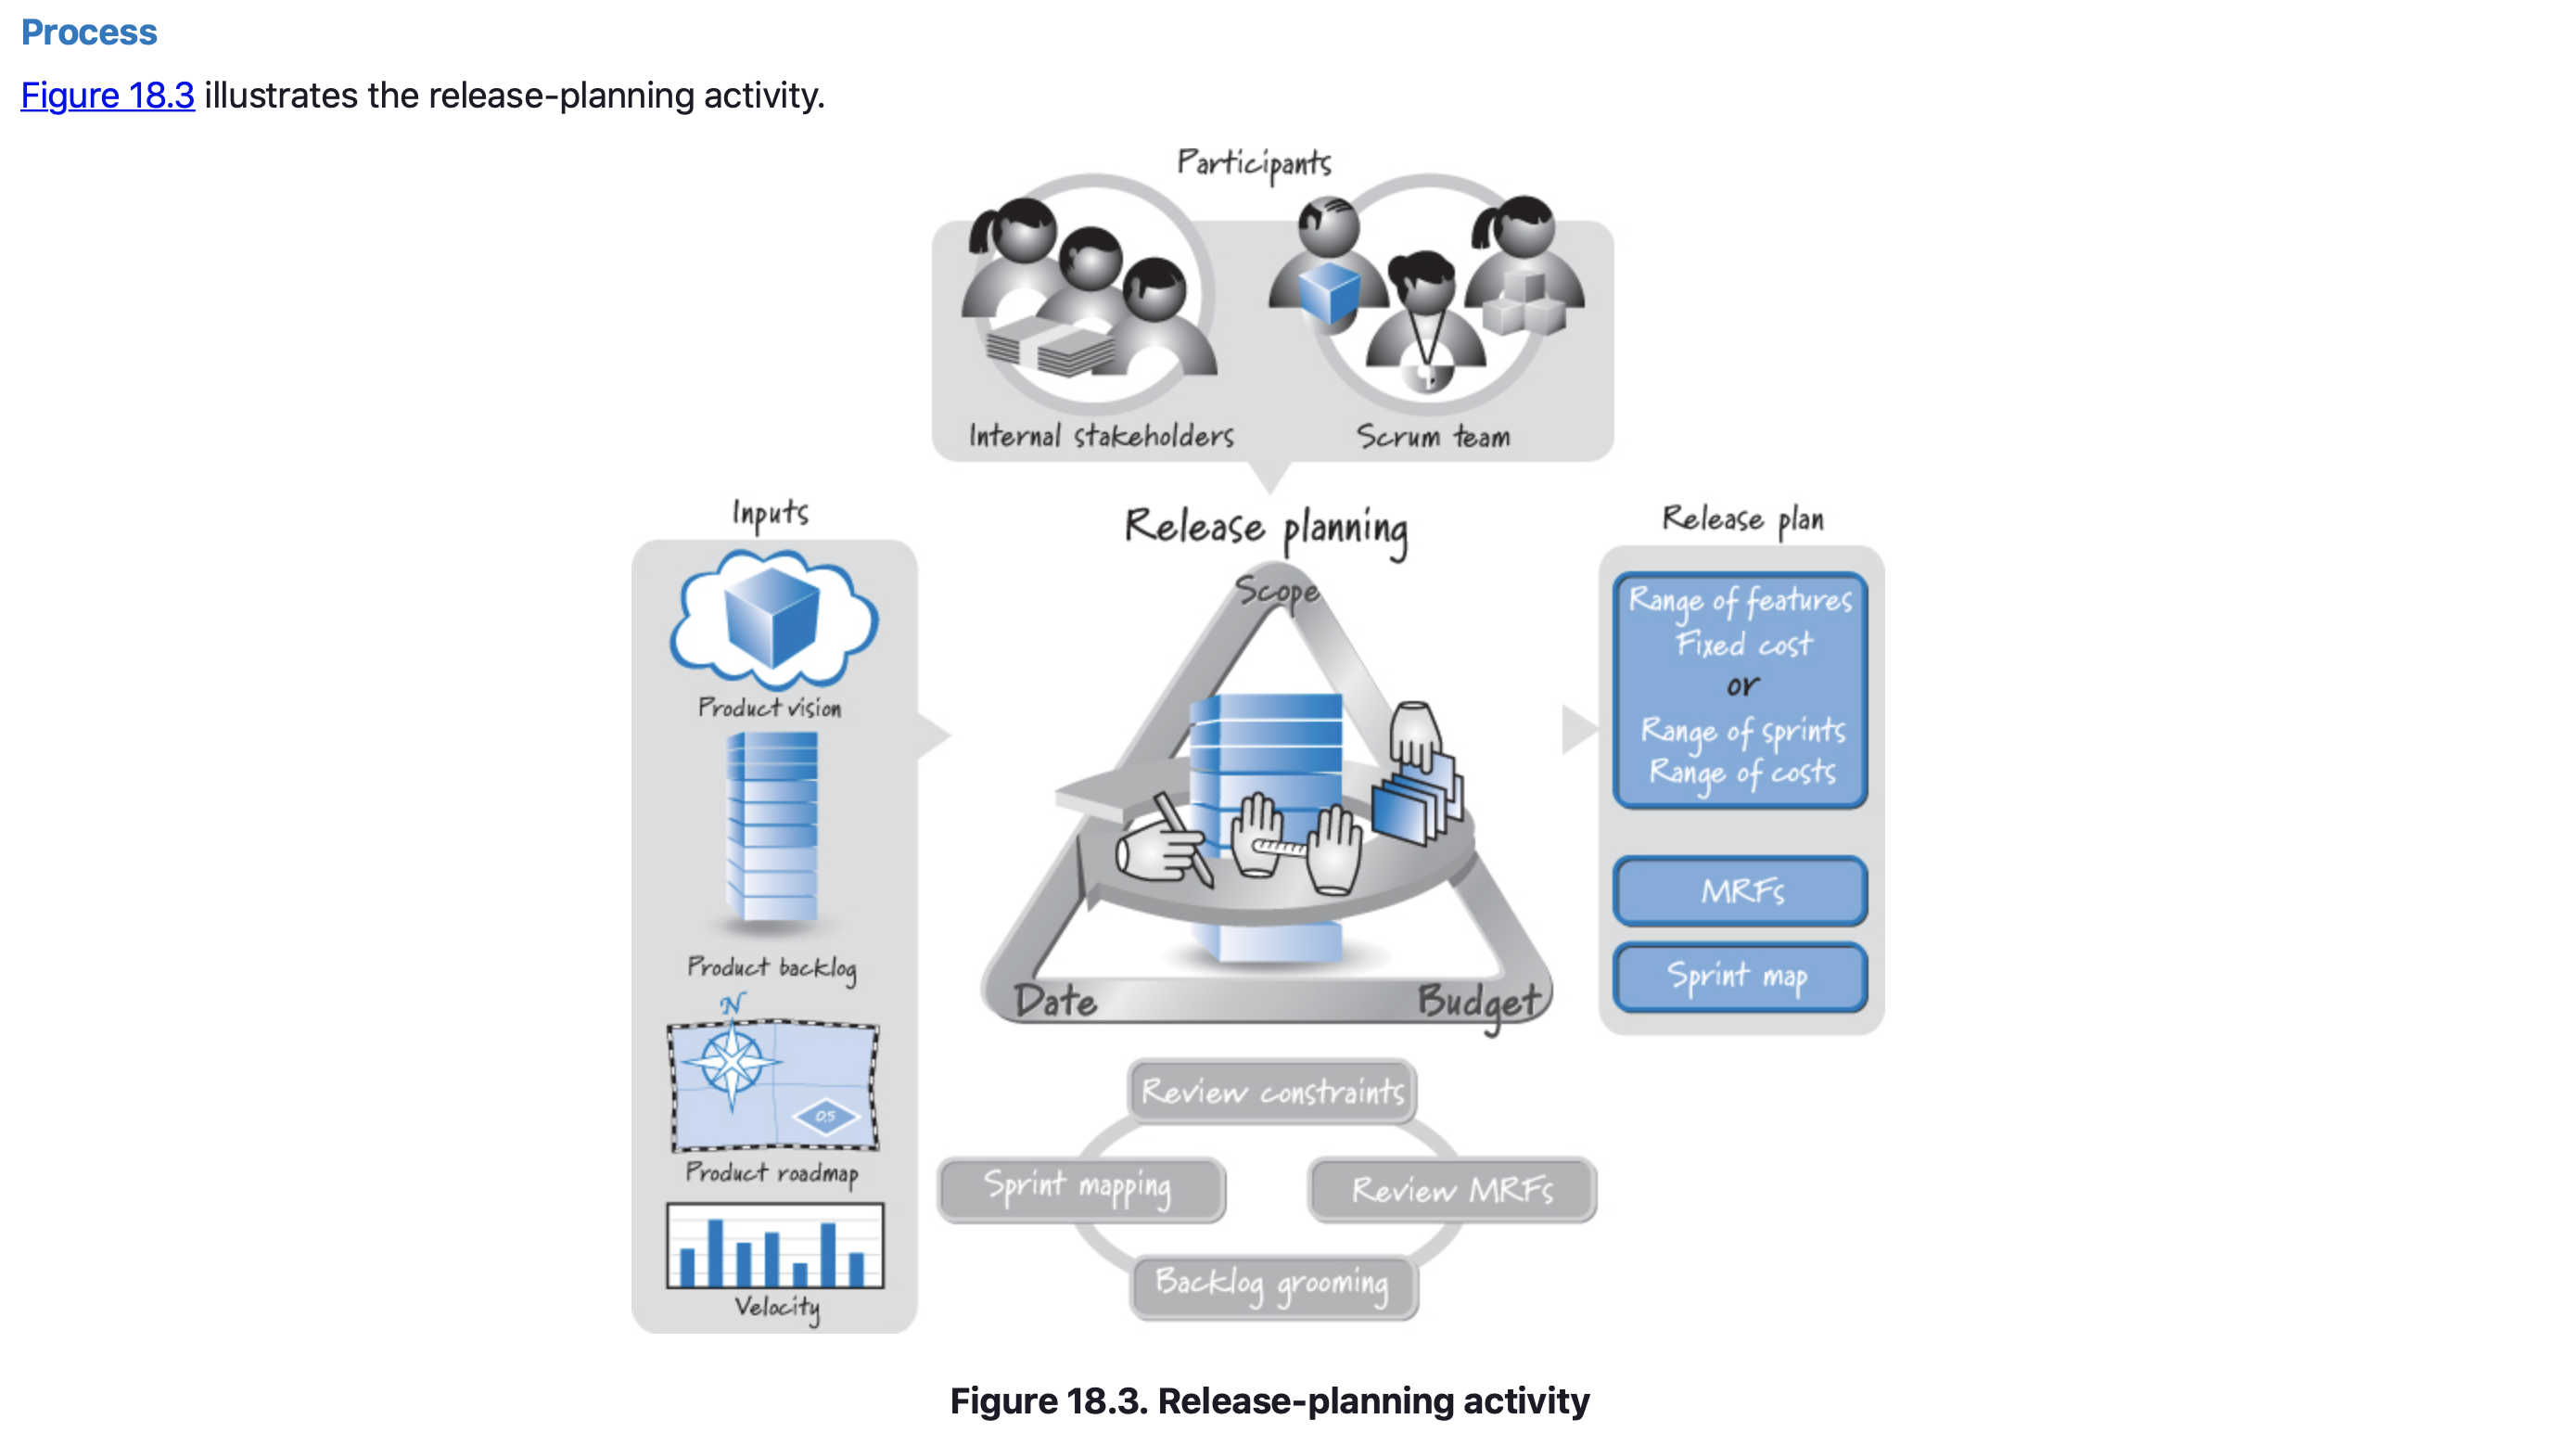 Process
Figure 18.3 illustrates the release-planning activity.
Participants
Internal stakeholders
Scrum team
Inputs
Product vision
Product backlog
N
0.5
Product roadmap
Velocity
Release planning
Scope
Date
Budget
Review constraints
Sprint mapping
Review MRFs
Backlog grooming
Release plan
Range of features
Fixed cost
or
Range of sprints
Range of costs
MRFs
Sprint map
Figure 18.3. Release-planning activity